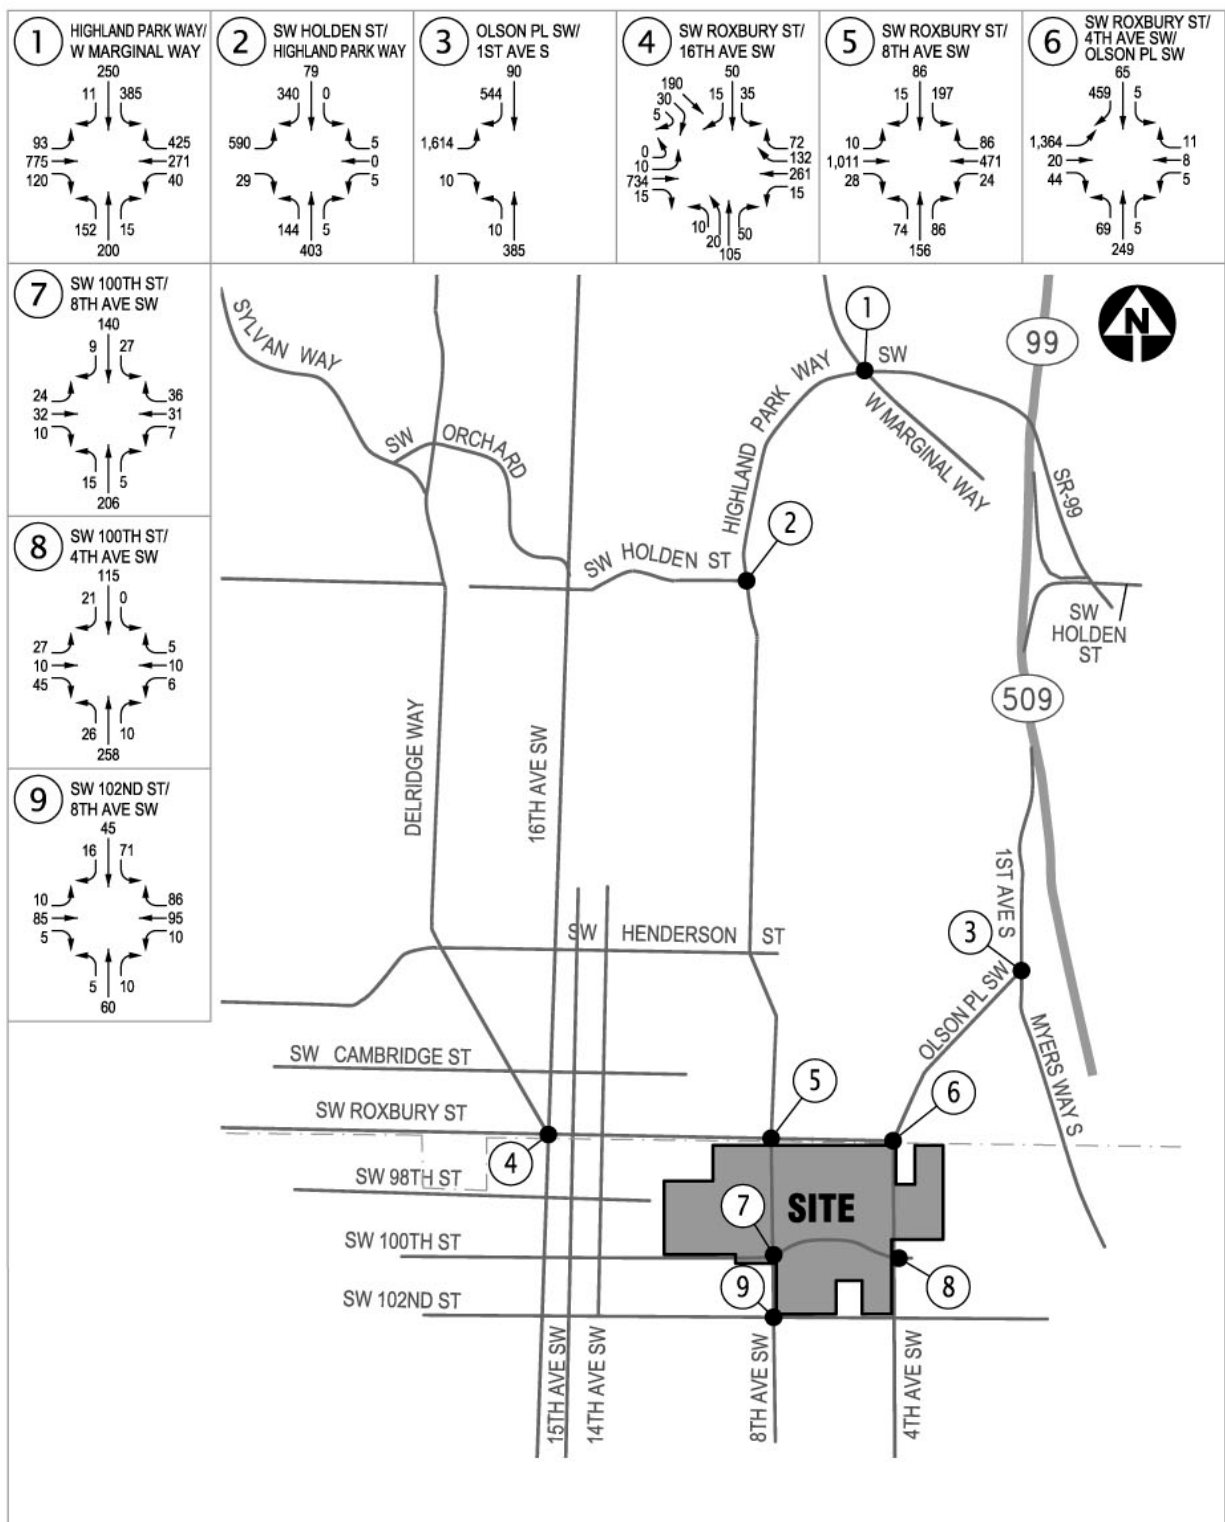 1
HIGHLAND PARK WAY/
W MARGINAL WAY
250
11 385
93 425
775 271
120 40
152 15
200
2
SW HOLDEN ST/
HIGHLAND PARK WAY
79
340 0
590 5
0
29 5
144 5
403
3
OLSON PL SW/
1ST AVE S
90
544
1,614
10
10
385
4
SW ROXBURY ST/
16TH AVE SW
50
190 15 35
30
5
72
0 132
10 261
734 15
15
10 50
20
105
5
SW ROXBURY ST/
8TH AVE SW
86
15 197
10 86
1,011 471
28 24
74 86
156
6
SW ROXBURY ST/
4TH AVE SW/
OLSON PL SW
65
459 5
1,364 11
20 8
44 5
69 5
249
7
SW 100TH ST/
8TH AVE SW
140
9 27
24 36
32 31
10 7
15 5
206
8
SW 100TH ST/
4TH AVE SW
115
21 0
27 5
10 10
45 6
26 10
258
9
SW 102ND ST/
8TH AVE SW
45
16 71
10 86
85 95
5 10
5 10
60
N
99
1
SYLVAN WAY
HIGHLAND PARK WAY SW
W MARGINAL WAY
SW ORCHARD
SR-99
2
SW HOLDEN ST
SW
HOLDEN
ST
509
DELRIDGE WAY
16TH AVE SW
1ST AVE S
3
SW HENDERSON ST
OLSON PL SW
MYERS WAY S
SW CAMBRIDGE ST
5
6
SW ROXBURY ST
4
SW 98TH ST
SITE
7
SW 100TH ST
8
9
SW 102ND ST
15TH AVE SW
14TH AVE SW
8TH AVE SW
4TH AVE SW